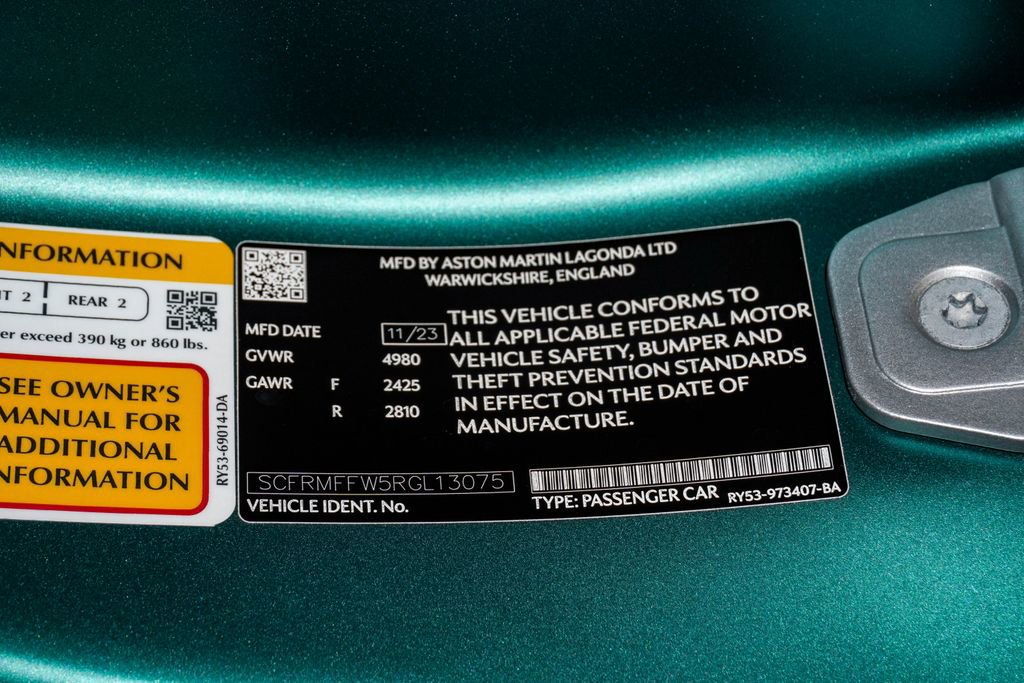 NFORMATION
T 2
REAR 2
er exceed 390 kg or 860 lbs.
SEE OWNER'S
MANUAL FOR
ADDITIONAL
NFORMATION
RY53-69014-DA
MFD BY ASTON MARTIN LAGONDA LTD
WARWICKSHIRE, ENGLAND
MFD DATE 11/23
GVWR 4980
GAWR F 2425
R 2810
THIS VEHICLE CONFORMS TO
ALL APPLICABLE FEDERAL MOTOR
VEHICLE SAFETY, BUMPER AND
THEFT PREVENTION STANDARDS
IN EFFECT ON THE DATE OF
MANUFACTURE.
SCFRMFFW5RGL13075
VEHICLE IDENT. No.
TYPE: PASSENGER CAR RY53-973407-BA